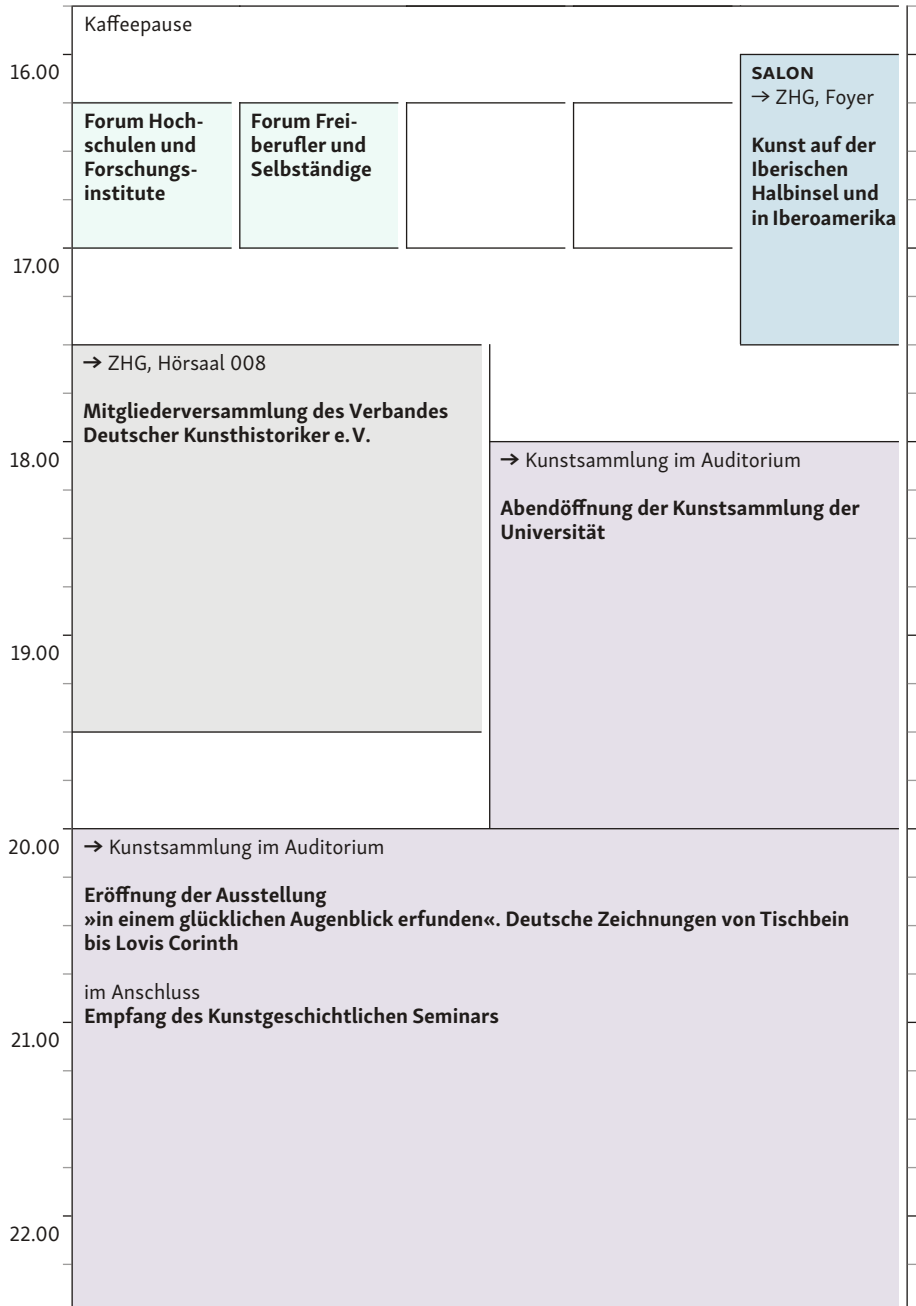 Kaffeepause
16.00
SALON
→ ZHG, Foyer
Kunst auf der
Iberischen
Halbinsel und
in Iberoamerika
Forum Hoch-
schulen und
Forschungs-
institute
Forum Frei-
berufler und
Selbständige
17.00
→ ZHG, Hörsaal 008
Mitgliederversammlung des Verbandes
Deutscher Kunsthistoriker e. V.
18.00
→ Kunstsammlung im Auditorium
Abendöffnung der Kunstsammlung der
Universität
19.00
20.00
→ Kunstsammlung im Auditorium
Eröffnung der Ausstellung
»in einem glücklichen Augenblick erfunden«. Deutsche Zeichnungen von Tischbein
bis Lovis Corinth
im Anschluss
Empfang des Kunstgeschichtlichen Seminars
21.00
22.00